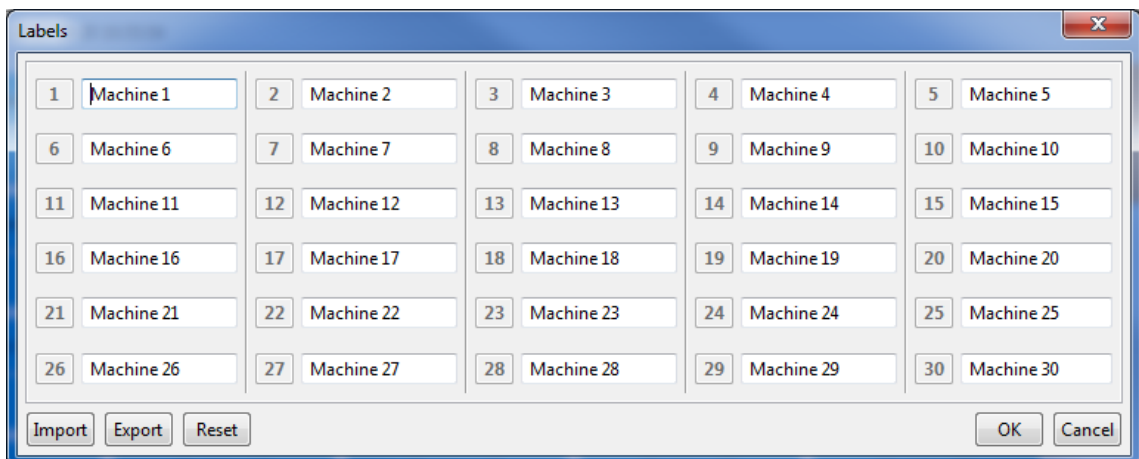 Labels
1 Machine 1 2 Machine 2 3 Machine 3 4 Machine 4 5 Machine 5
6 Machine 6 7 Machine 7 8 Machine 8 9 Machine 9 10 Machine 10
11 Machine 11 12 Machine 12 13 Machine 13 14 Machine 14 15 Machine 15
16 Machine 16 17 Machine 17 18 Machine 18 19 Machine 19 20 Machine 20
21 Machine 21 22 Machine 22 23 Machine 23 24 Machine 24 25 Machine 25
26 Machine 26 27 Machine 27 28 Machine 28 29 Machine 29 30 Machine 30
Import Export Reset OK Cancel